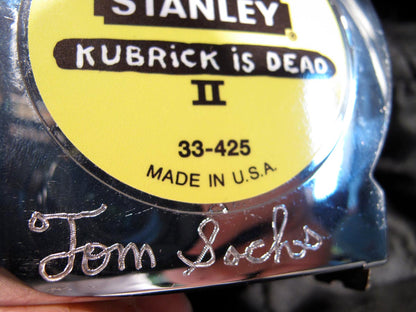 STANLEY
KUBRICK iS DEAD
II
33-425
MADE IN U.S.A.
Tom Sachs